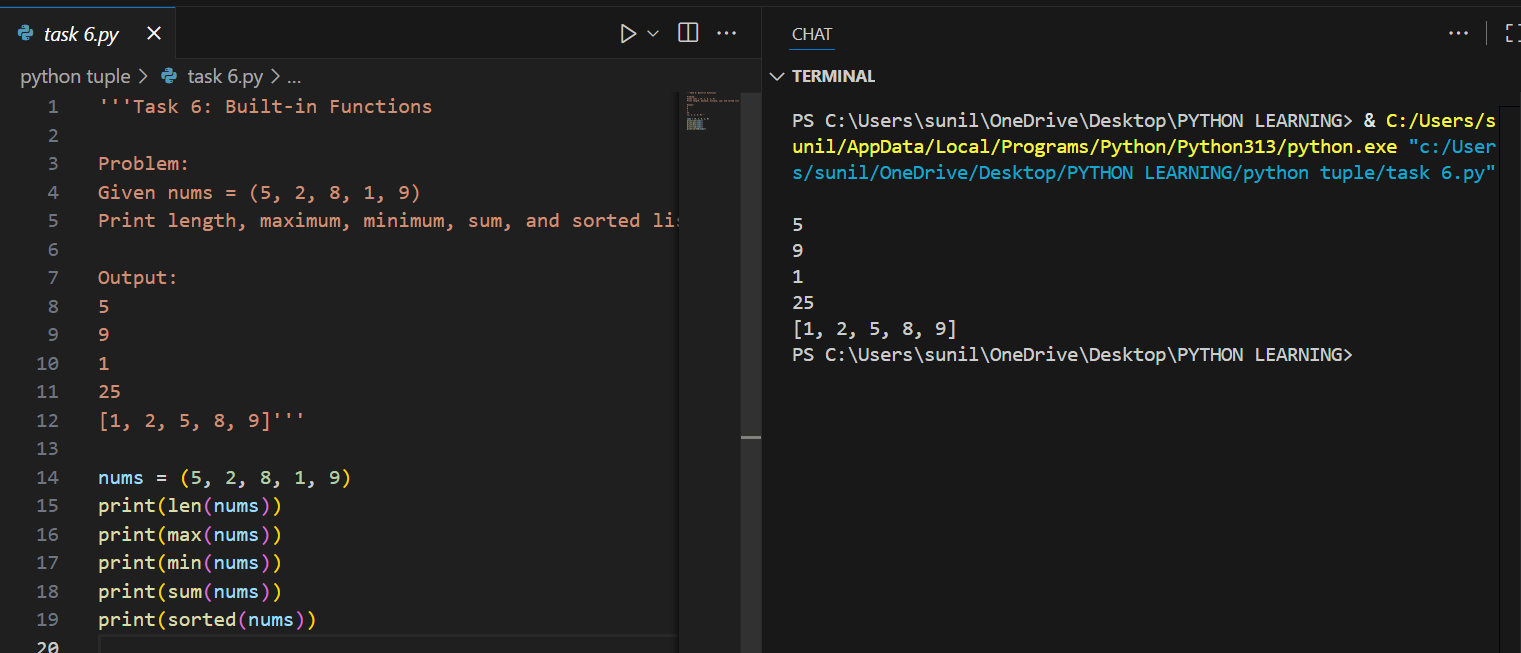 task 6.py
python tuple > task 6.py > ...
1 '''Task 6: Built-in Functions
2
3 Problem:
4 Given nums = (5, 2, 8, 1, 9)
5 Print length, maximum, minimum, sum, and sorted
6
7 Output:
8 5
9 9
10 1
11 25
12 [1, 2, 5, 8, 9]'''
13
14 nums = (5, 2, 8, 1, 9)
15 print(len(nums))
16 print(max(nums))
17 print(min(nums))
18 print(sum(nums))
19 print(sorted(nums))
20
CHAT
TERMINAL
PS C:\Users\sunil\OneDrive\Desktop\PYTHON LEARNING> & C:/Users/s
unil/AppData/Local/Programs/Python/Python313/python.exe "c:/User
s/sunil/OneDrive/Desktop/PYTHON LEARNING/python tuple/task 6.py"
5
9
1
25
[1, 2, 5, 8, 9]
PS C:\Users\sunil\OneDrive\Desktop\PYTHON LEARNING>